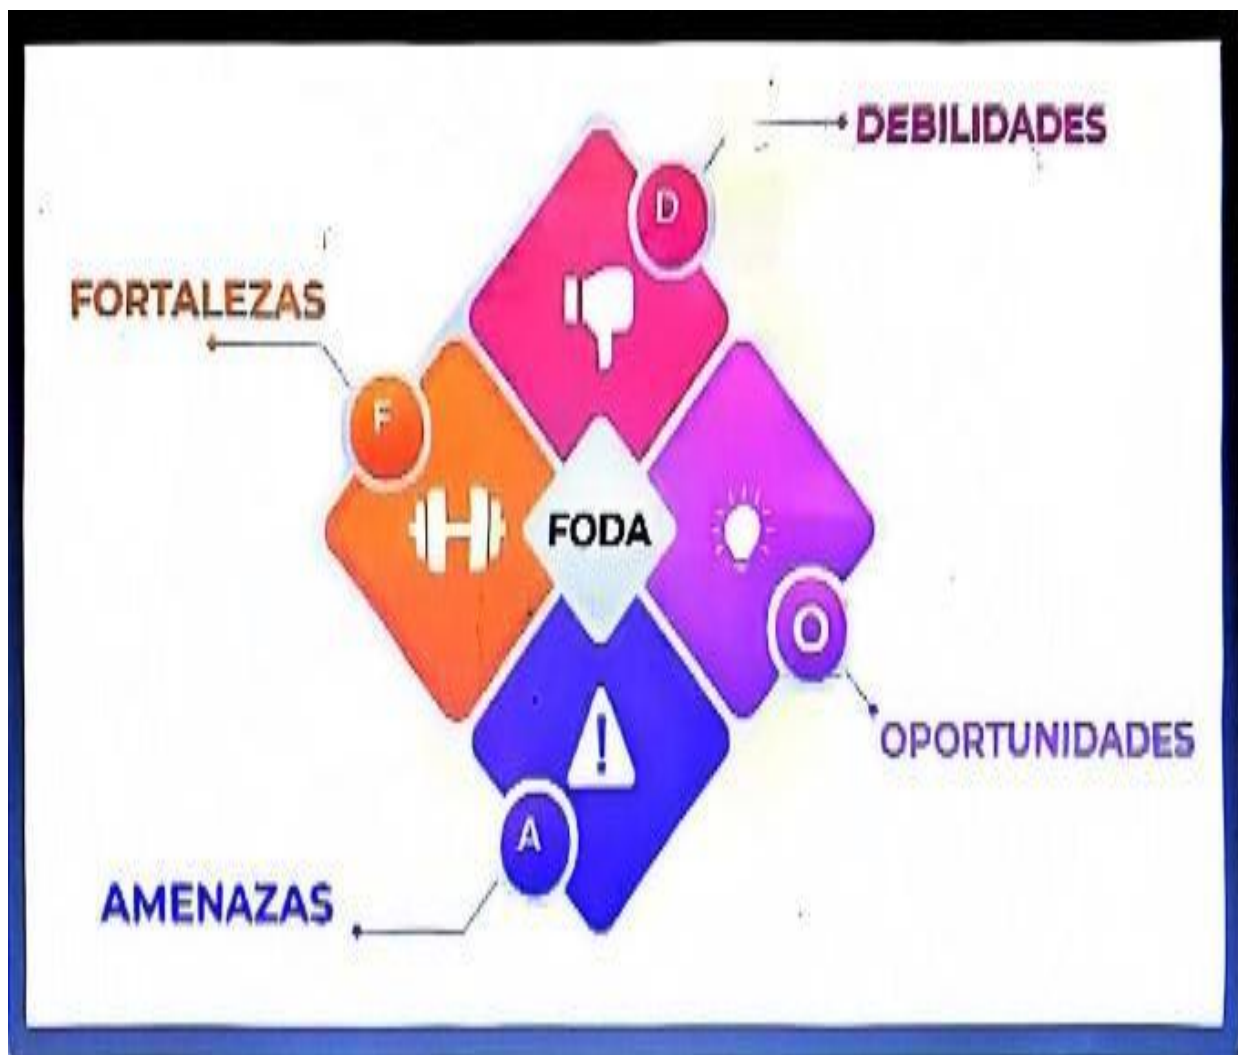 DEBILIDADES
D
FORTALEZAS
F
FODA
O
OPORTUNIDADES
A
AMENAZAS